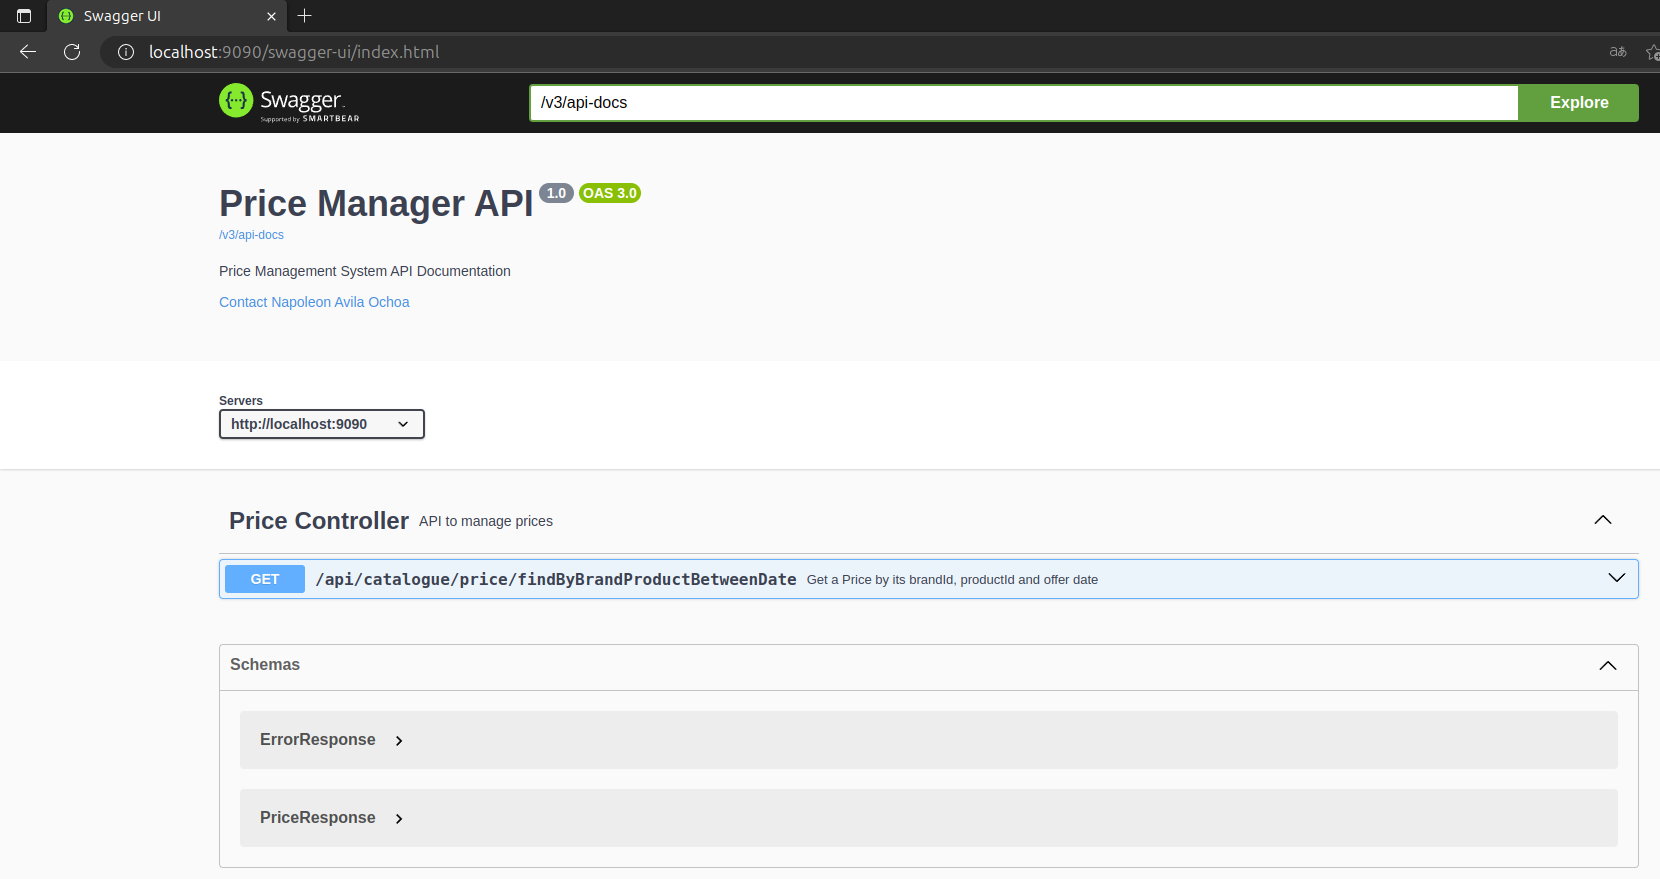 Swagger UI
localhost:9090/swagger-ui/index.html
Swagger
Supported by SMARTBEAR
/v3/api-docs
Explore
Price Manager API 1.0 OAS 3.0
/v3/api-docs
Price Management System API Documentation
Contact Napoleon Avila Ochoa
Servers
http://localhost:9090
Price Controller API to manage prices
GET /api/catalogue/price/findByBrandProductBetweenDate Get a Price by its brandId, productId and offer date
Schemas
ErrorResponse
PriceResponse